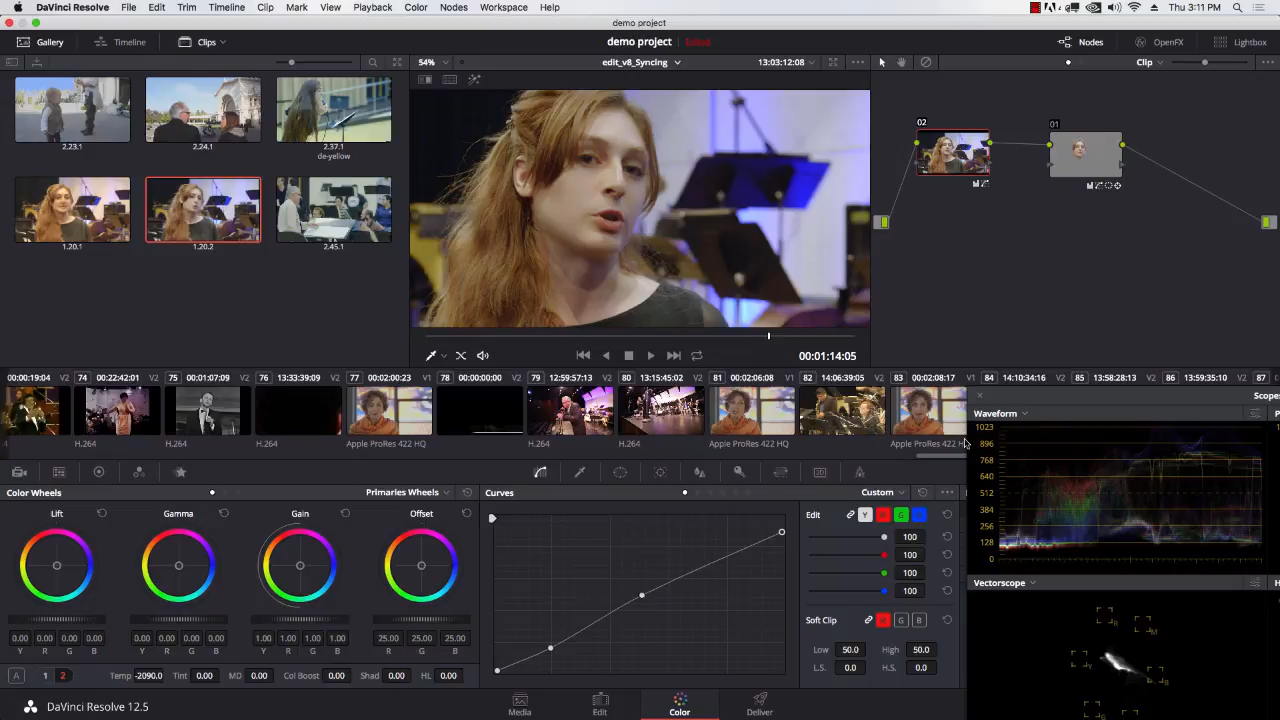 DaVinci Resolve File Edit Trim Timeline Clip Mark View Playback Color Nodes Workspace Help Thu 3:11 PM
demo project
Gallery Timeline Clips demo project Edited Nodes OpenFX Lightbox
54% edit_v8_Syncing 13:03:12:08 Clip
2.23.1 2.24.1 2.37.1
de-yellow
1.20.1 1.20.2 2.45.1
02 01
00:01:14:05
00:00:19:04 V2 74 00:22:42:01 V2 75 00:01:07:09 V2 76 13:33:39:09 V2 77 02:00:00:23 V1 78 00:00:00:00 V2 79 12:59:57:13 V2 80 13:15:45:02 V2 81 00:02:06:08 V1 82 14:06:39:05 V2 83 00:02:08:17 V1 84 14:10:34:16 V2 85 13:58:28:13 V2 86 13:59:35:10 V2 87
H.264 H.264 Apple ProRes 422 HQ H.264 H.264 Apple ProRes 422 HQ Apple ProRes 422 H
Scopes
Waveform
1023
896
768
640
512
384
256
128
0
Color Wheels Primaries Wheels Curves Custom
Lift Gamma Gain Offset
0.00 0.00 0.00 0.00 0.00 0.00 0.00 0.00 1.00 1.00 1.00 1.00 25.00 25.00 25.00
Y R G B Y R G B Y R G B R G B
A 1 2 Temp -2090.0 Tint 0.00 MD 0.00 Col Boost 0.00 Shad 0.00 HL 0.00
Edit Y R G B
100
100
100
100
Soft Clip R G B
Low 50.0 High 50.0
L.S. 0.0 H.S. 0.0
Vectorscope
R M
Y B
G
DaVinci Resolve 12.5 Media Edit Color Deliver